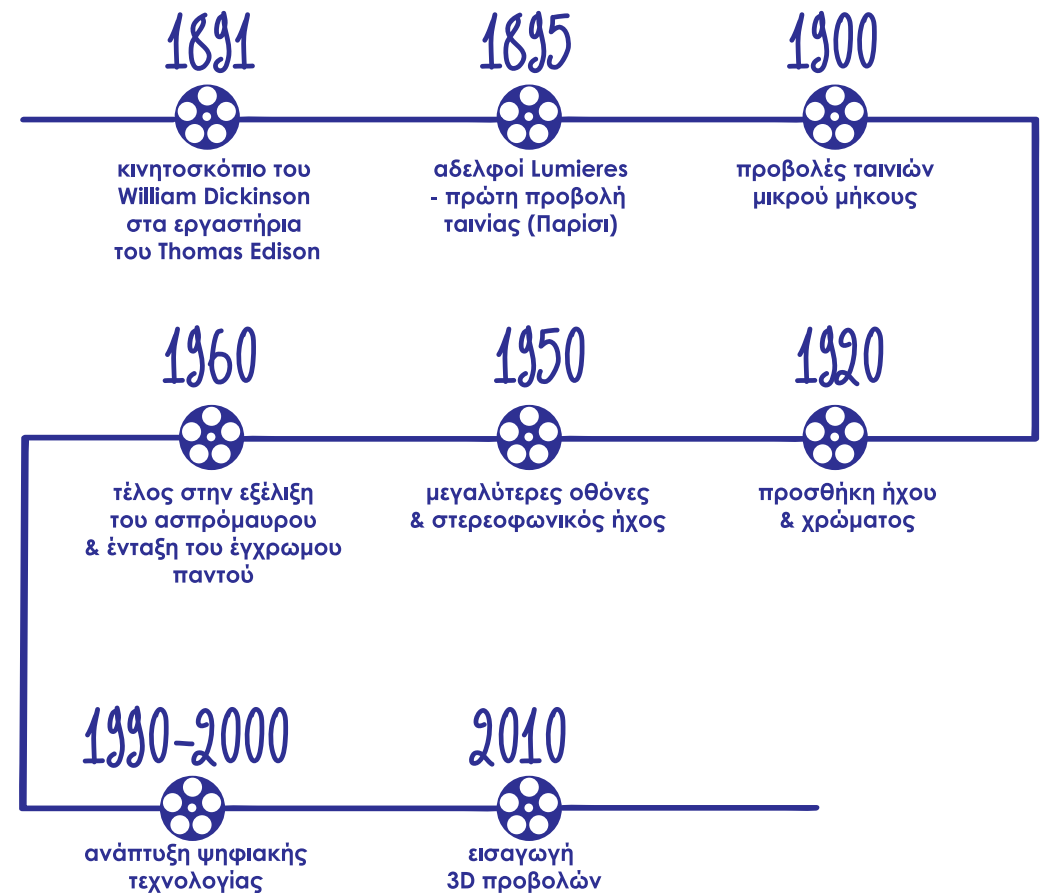 1891
κινητοσκόπιο του
William Dickinson
στα εργαστήρια
του Thomas Edison
1895
αδελφοί Lumieres
- πρώτη προβολή
ταινίας (Παρίσι)
1900
προβολές ταινιών
μικρού μήκους
1920
προσθήκη ήχου
& χρώματος
1950
μεγαλύτερες οθόνες
& στερεοφωνικός ήχος
1960
τέλος στην εξέλιξη
του ασπρόμαυρου
& ένταξη του έγχρωμου
παντού
1990-2000
ανάπτυξη ψηφιακής
τεχνολογίας
2010
εισαγωγή
3D προβολών